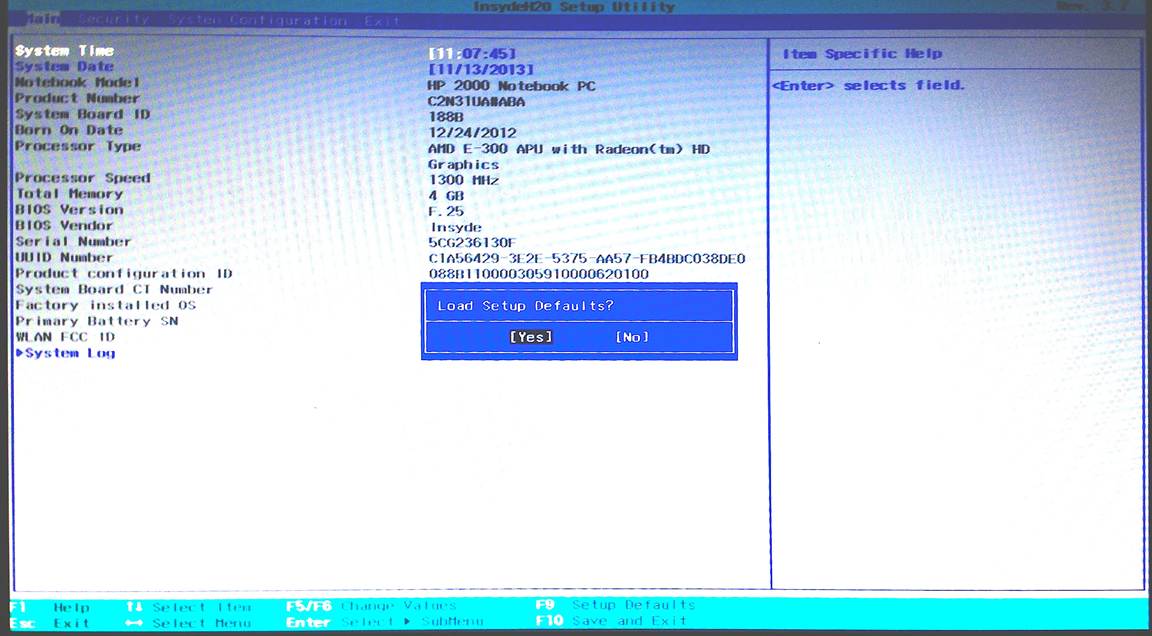 InsydeH20 Setup Utility Rev. 3.7
Main Security System Configuration Exit
System Time [11:07:45]
System Date [11/13/2013]
Notebook Model HP 2000 Notebook PC
Product Number C2N31UA#ABA
System Board ID 188B
Born On Date 12/24/2012
Processor Type AMD E-300 APU with Radeon(tm) HD
Graphics
Processor Speed 1300 MHz
Total Memory 4 GB
BIOS Version F.25
BIOS Vendor Insyde
Serial Number 5CG236130F
UUID Number C1A56429-3E2E-5375-AA57-FB4BDC038DE0
Product configuration ID 088B110000305910000620100
System Board CT Number
Factory installed OS
Primary Battery SN
WLAN FCC ID
▶System Log
Load Setup Defaults?
[Yes] [No]
Item Specific Help
<Enter> selects field.
F1 Help ↑↓ Select Item F5/F6 Change Values F9 Setup Defaults
Esc Exit ↔ Select Menu Enter Select ▶ SubMenu F10 Save and Exit